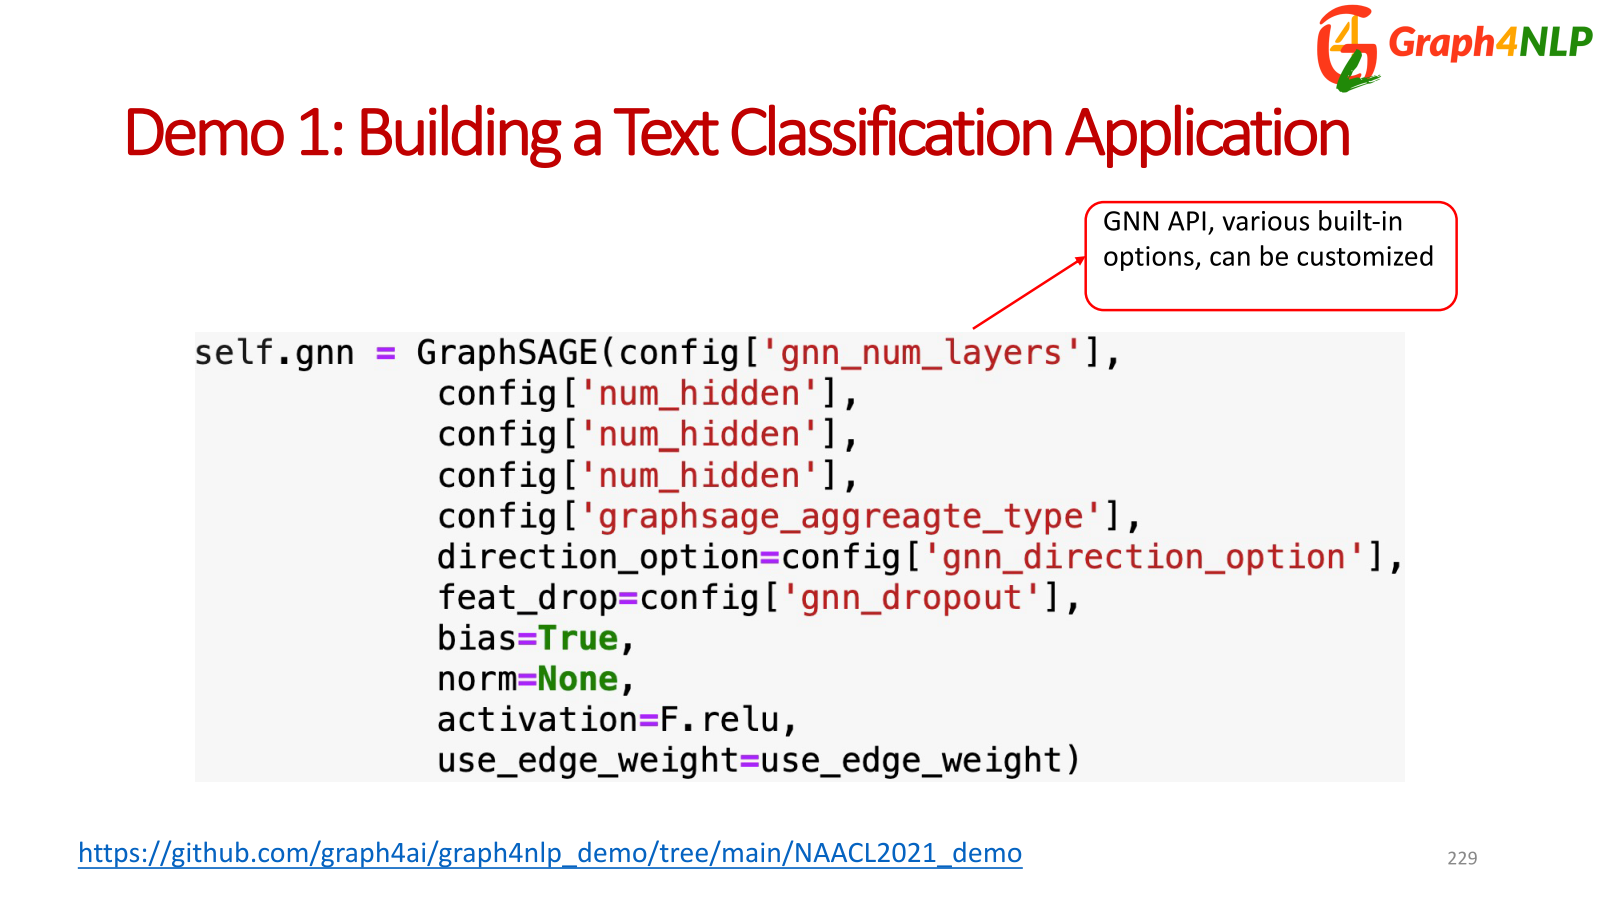 Graph4NLP
Demo 1: Building a Text Classification Application
GNN API, various built-in
options, can be customized
self.gnn = GraphSAGE(config['gnn_num_layers'],
config['num_hidden'],
config['num_hidden'],
config['num_hidden'],
config['graphsage_aggreagte_type'],
direction_option=config['gnn_direction_option'],
feat_drop=config['gnn_dropout'],
bias=True,
norm=None,
activation=F.relu,
use_edge_weight=use_edge_weight)
https://github.com/graph4ai/graph4nlp_demo/tree/main/NAACL2021_demo
229